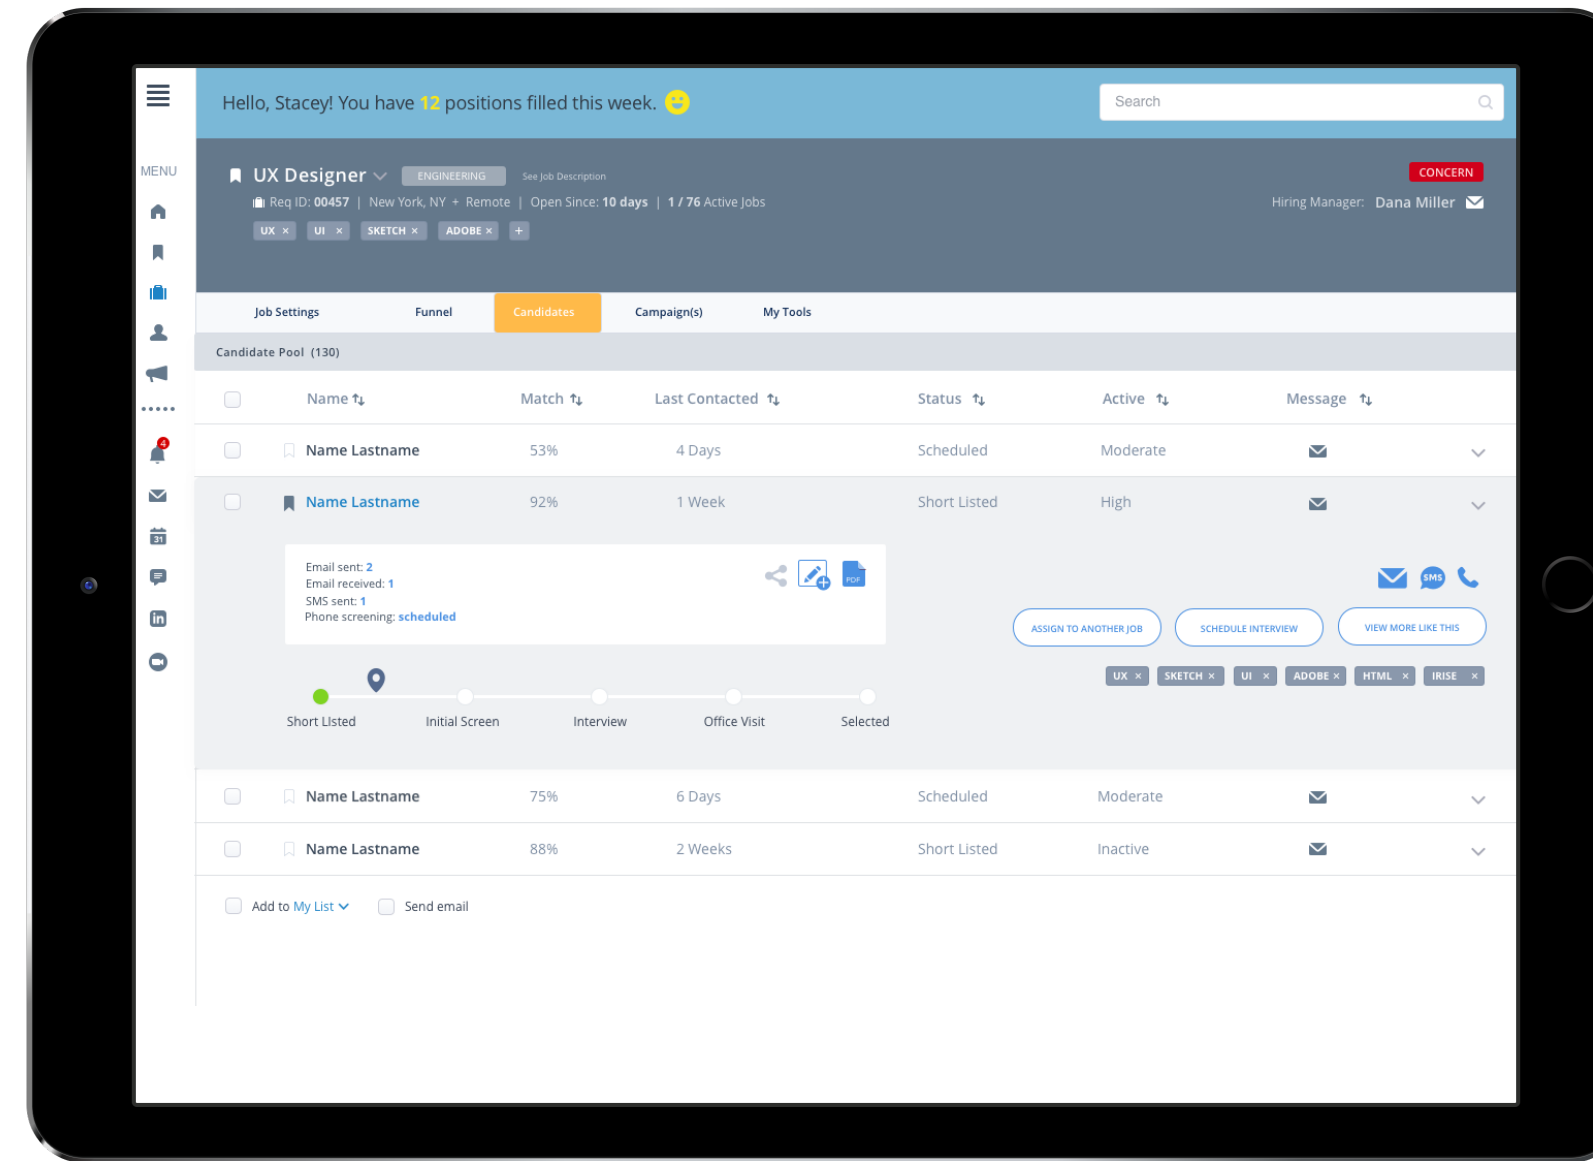 Hello, Stacey! You have 12 positions filled this week.
Search
MENU
UX Designer ENGINEERING See Job Description
CONCERN
Req ID: 00457 | New York, NY + Remote | Open Since: 10 days | 1 / 76 Active Jobs
Hiring Manager: Dana Miller
UX × UI × SKETCH × ADOBE × +
Job Settings Funnel Candidates Campaign(s) My Tools
Candidate Pool (130)
Name Match Last Contacted Status Active Message
4
Name Lastname 53% 4 Days Scheduled Moderate
Name Lastname 92% 1 Week Short Listed High
31
Email sent: 2
Email received: 1
SMS sent: 1
Phone screening: scheduled
PDF
SMS
in
ASSIGN TO ANOTHER JOB SCHEDULE INTERVIEW VIEW MORE LIKE THIS
UX × SKETCH × UI × ADOBE × HTML × IRISE ×
Short LIsted Initial Screen Interview Office Visit Selected
Name Lastname 75% 6 Days Scheduled Moderate
Name Lastname 88% 2 Weeks Short Listed Inactive
Add to My List Send email